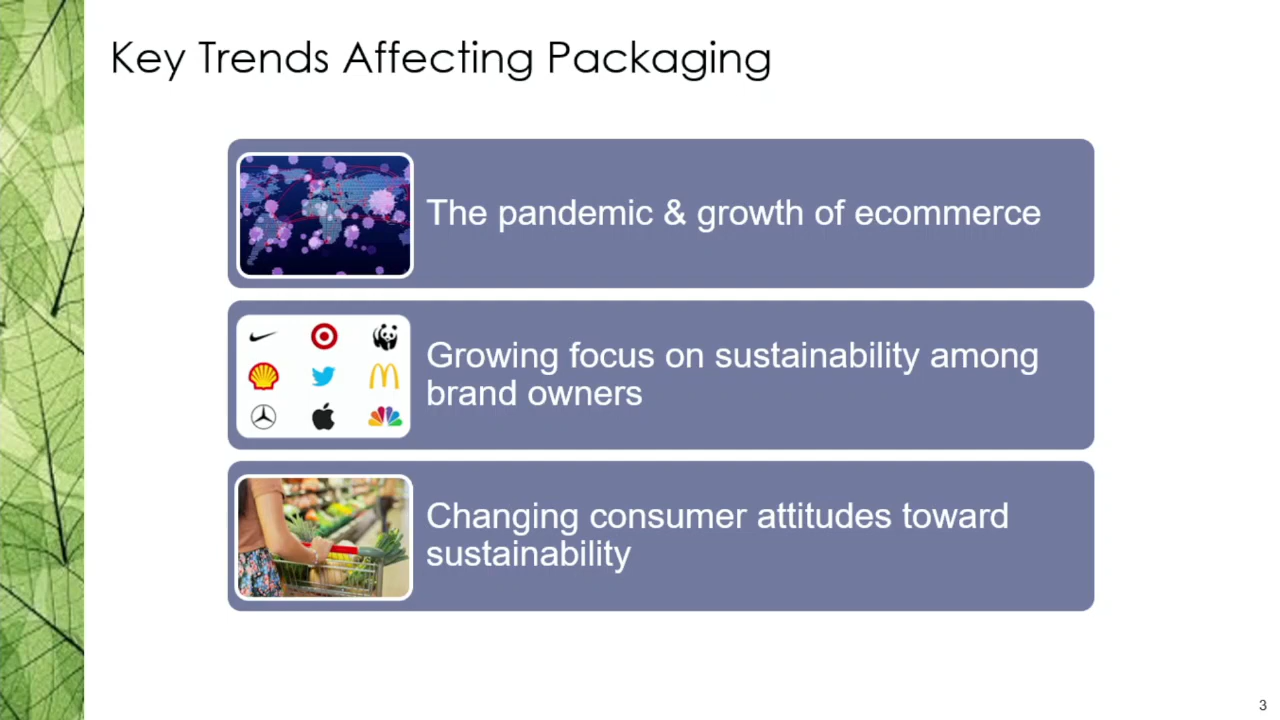 Key Trends Affecting Packaging
The pandemic & growth of ecommerce
Growing focus on sustainability among
brand owners
Changing consumer attitudes toward
sustainability
3